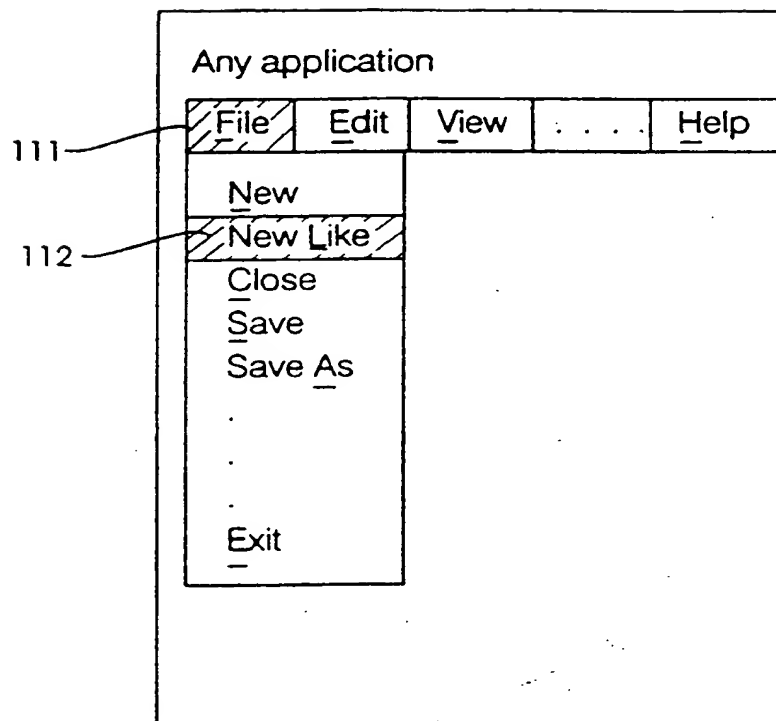 Any application
111 File Edit View . . . . Help
New
112 New Like
Close
Save
Save As
.
.
.
Exit